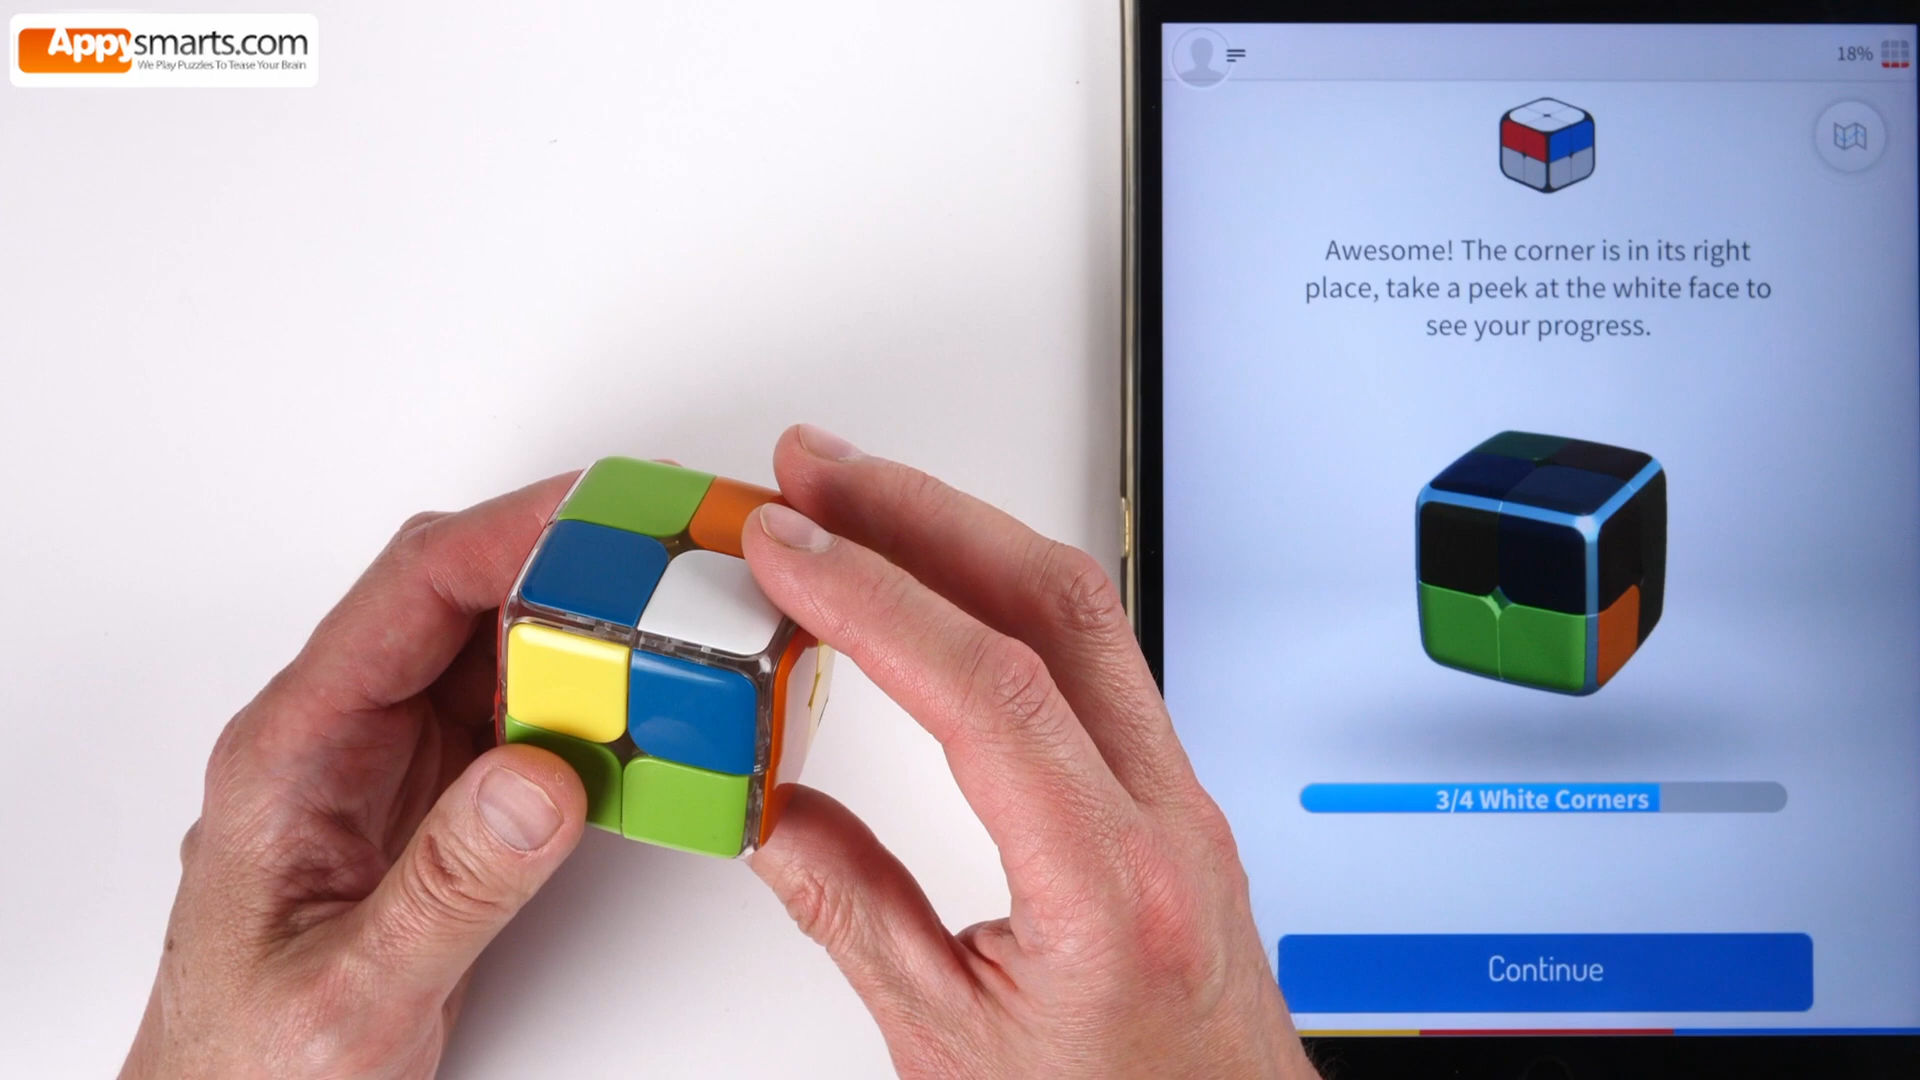 Appysmarts.com
We Play Puzzles To Tease Your Brain
18%
Awesome! The corner is in its right
place, take a peek at the white face to
see your progress.
3/4 White Corners
Continue